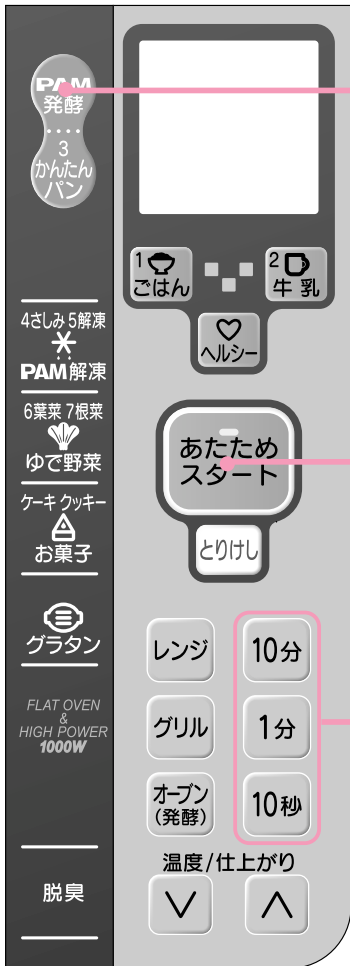 PAM
発酵
3
かんたん
パン
1
ごはん
2
牛乳
ヘルシー
4さしみ 5解凍
PAM解凍
6葉菜 7根菜
ゆで野菜
ケーキ クッキー
お菓子
グラタン
FLAT OVEN
&
HIGH POWER
1000W
脱臭
あたため
スタート
とりけし
レンジ
10分
グリル
1分
オーブン
(発酵)
10秒
温度/仕上がり